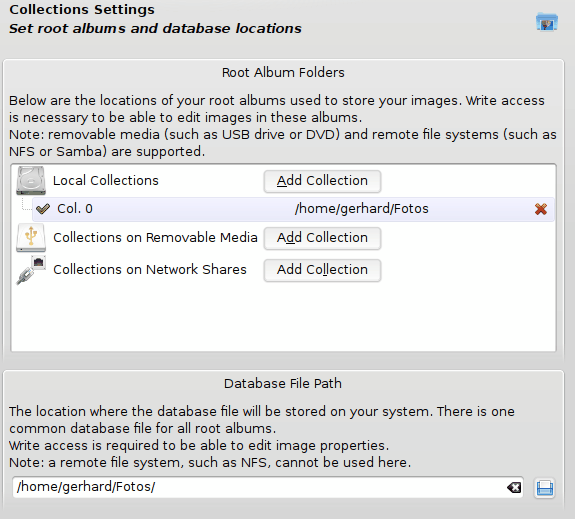 Collections Settings
Set root albums and database locations
Root Album Folders
Below are the locations of your root albums used to store your images. Write access
is necessary to be able to edit images in these albums.
Note: removable media (such as USB drive or DVD) and remote file systems (such as
NFS or Samba) are supported.
Local Collections Add Collection
Col. 0 /home/gerhard/Fotos
Collections on Removable Media Add Collection
Collections on Network Shares Add Collection
Database File Path
The location where the database file will be stored on your system. There is one
common database file for all root albums.
Write access is required to be able to edit image properties.
Note: a remote file system, such as NFS, cannot be used here.
/home/gerhard/Fotos/